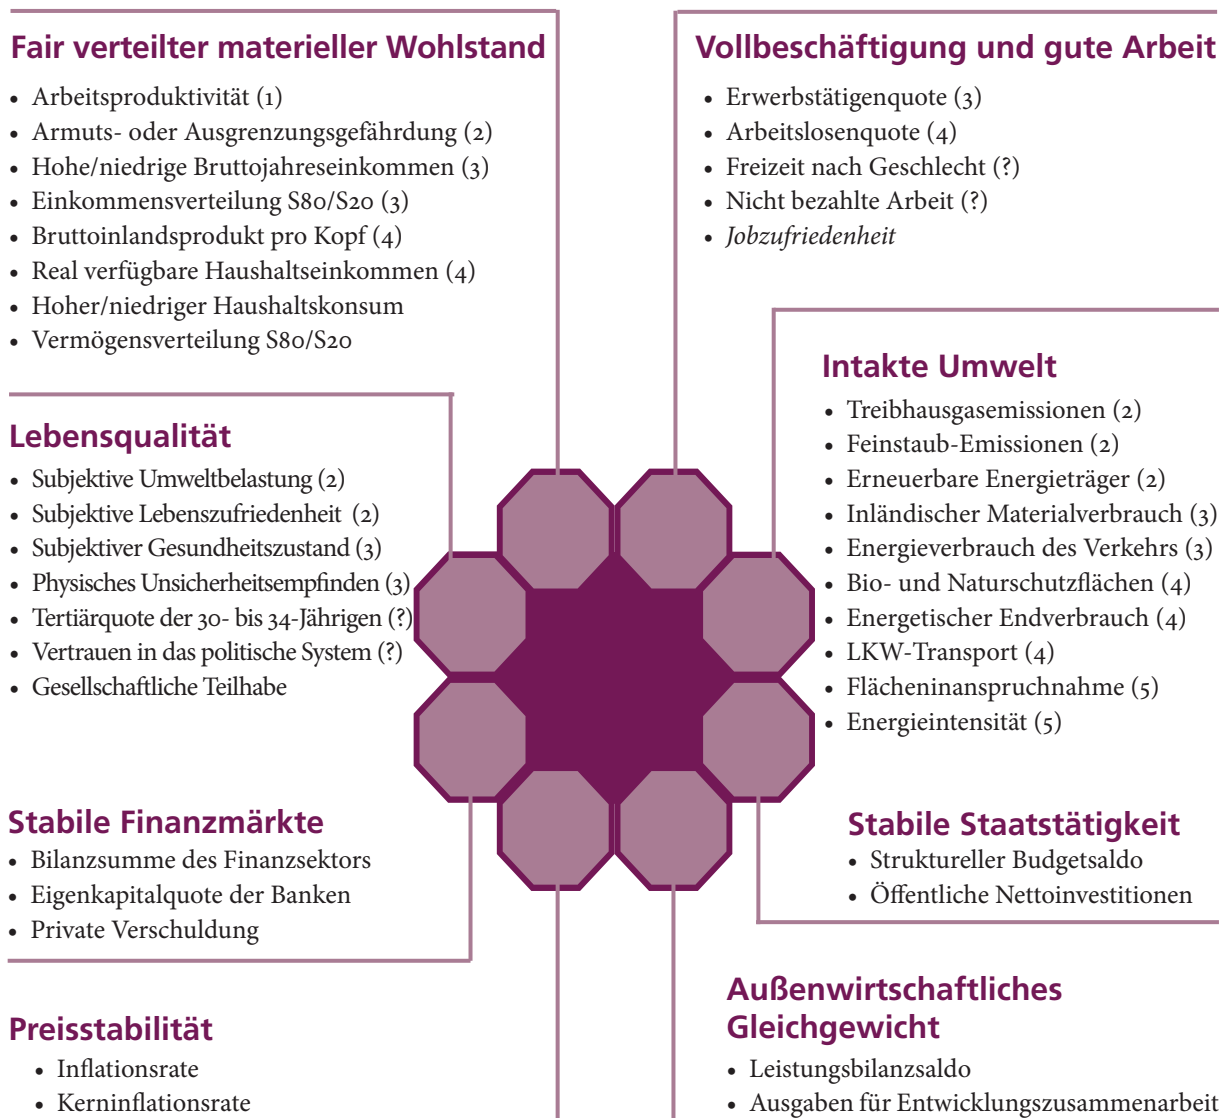 Fair verteilter materieller Wohlstand
• Arbeitsproduktivität (1)
• Armuts- oder Ausgrenzungsgefährdung (2)
• Hohe/niedrige Bruttojahreseinkommen (3)
• Einkommensverteilung S80/S20 (3)
• Bruttoinlandsprodukt pro Kopf (4)
• Real verfügbare Haushaltseinkommen (4)
• Hoher/niedriger Haushaltskonsum
• Vermögensverteilung S80/S20
Vollbeschäftigung und gute Arbeit
• Erwerbstätigenquote (3)
• Arbeitslosenquote (4)
• Freizeit nach Geschlecht (?)
• Nicht bezahlte Arbeit (?)
• Jobzufriedenheit
Lebensqualität
• Subjektive Umweltbelastung (2)
• Subjektive Lebenszufriedenheit (2)
• Subjektiver Gesundheitszustand (3)
• Physisches Unsicherheitsempfinden (3)
• Tertiärquote der 30- bis 34-Jährigen (?)
• Vertrauen in das politische System (?)
• Gesellschaftliche Teilhabe
Intakte Umwelt
• Treibhausgasemissionen (2)
• Feinstaub-Emissionen (2)
• Erneuerbare Energieträger (2)
• Inländischer Materialverbrauch (3)
• Energieverbrauch des Verkehrs (3)
• Bio- und Naturschutzflächen (4)
• Energetischer Endverbrauch (4)
• LKW-Transport (4)
• Flächeninanspruchnahme (5)
• Energieintensität (5)
Stabile Finanzmärkte
• Bilanzsumme des Finanzsektors
• Eigenkapitalquote der Banken
• Private Verschuldung
Stabile Staatstätigkeit
• Struktureller Budgetsaldo
• Öffentliche Nettoinvestitionen
Preisstabilität
• Inflationsrate
• Kerninflationsrate
Außenwirtschaftliches
Gleichgewicht
• Leistungsbilanzsaldo
• Ausgaben für Entwicklungszusammenarbeit